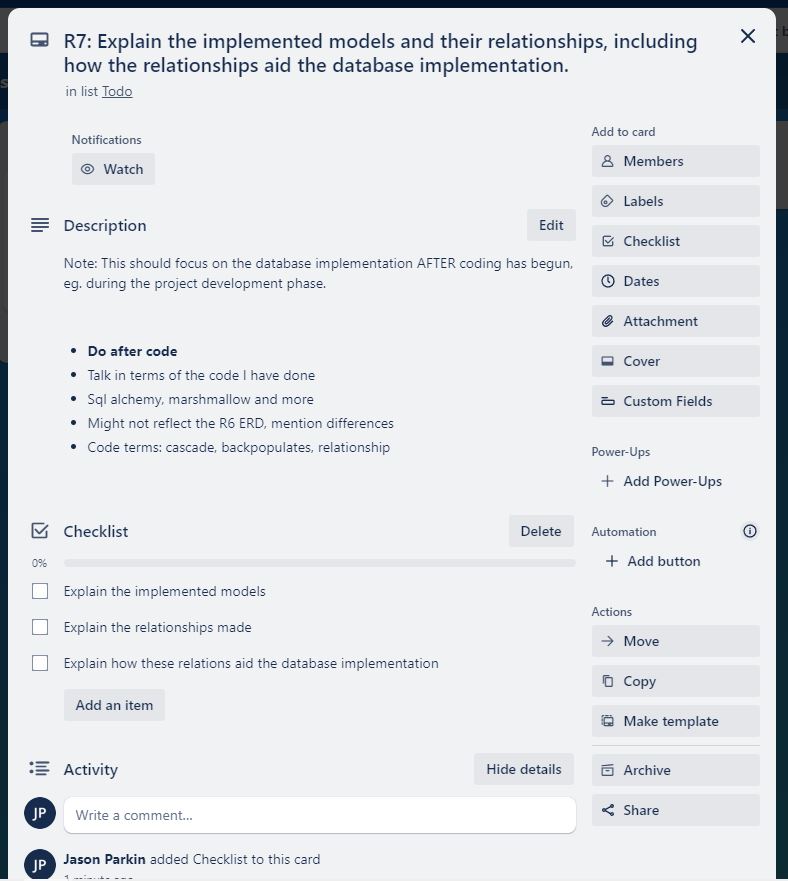 R7: Explain the implemented models and their relationships, including
how the relationships aid the database implementation.
in list Todo
Notifications
Watch
Description
Edit
Note: This should focus on the database implementation AFTER coding has begun,
eg. during the project development phase.
• Do after code
• Talk in terms of the code I have done
• Sql alchemy, marshmallow and more
• Might not reflect the R6 ERD, mention differences
• Code terms: cascade, backpopulates, relationship
Checklist
Delete
0%
Explain the implemented models
Explain the relationships made
Explain how these relations aid the database implementation
Add an item
Activity
Hide details
JP
Write a comment...
JP
Jason Parkin added Checklist to this card
1 minute ago
Add to card
Members
Labels
Checklist
Dates
Attachment
Cover
Custom Fields
Power-Ups
Add Power-Ups
Automation
Add button
Actions
Move
Copy
Make template
Archive
Share